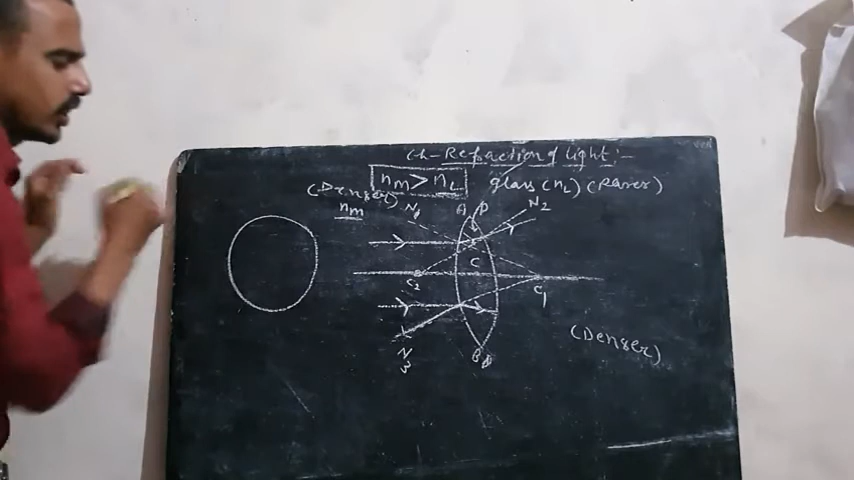 Ch- Refraction of light:-
nm > nL
glass (nL) (Rarer)
(Denser)
nm
N1
A D
N2
C
C2
C1
(Denser)
N3
B